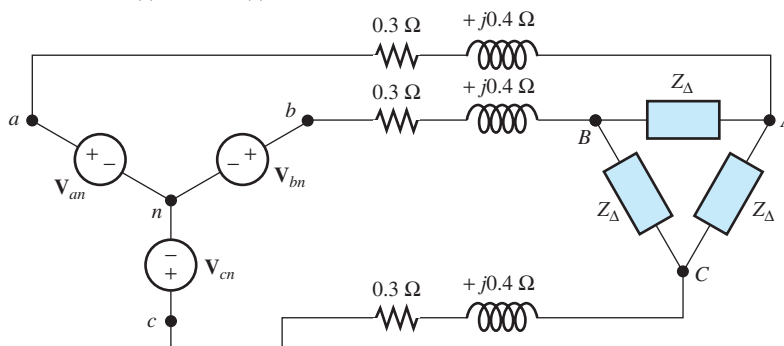 0.3 Ω
+ j0.4 Ω
a
0.3 Ω
+ j0.4 Ω
Z_Δ
b
B
+ −
− +
V_an
n
V_bn
Z_Δ
Z_Δ
−
+
V_cn
C
0.3 Ω
+ j0.4 Ω
c